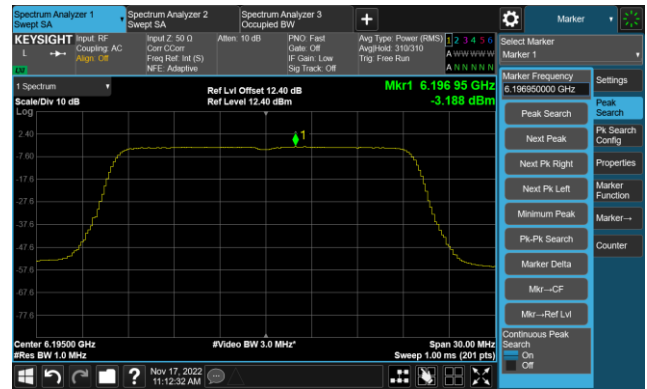 Spectrum Analyzer 1
Swept SA
Spectrum Analyzer 2
Swept SA
Spectrum Analyzer 3
Occupied BW
+
Marker
KEYSIGHT
L
Input: RF
Coupling: AC
Align: Off
Input Z: 50 Ω
Corr CCorr
Freq Ref: Int (S)
NFE: Adaptive
Atten: 10 dB
PNO: Fast
Gate: Off
IF Gain: Low
Sig Track: Off
Avg Type: Power (RMS)
Avg|Hold: 310/310
Trig: Free Run
1 2 3 4 5 6
A W W W W W
A N N N N N
Select Marker
Marker 1
1 Spectrum
Scale/Div 10 dB
Log
Ref Lvl Offset 12.40 dB
Ref Level 12.40 dBm
Mkr1 6.196 95 GHz
-3.188 dBm
1
2.40
-7.60
-17.6
-27.6
-37.6
-47.6
-57.6
-67.6
-77.6
Center 6.19500 GHz
#Res BW 1.0 MHz
#Video BW 3.0 MHz*
Span 30.00 MHz
Sweep 1.00 ms (201 pts)
Marker Frequency
6.196950000 GHz
Peak Search
Next Peak
Next Pk Right
Next Pk Left
Minimum Peak
Pk-Pk Search
Marker Delta
Mkr→CF
Mkr→Ref Lvl
Continuous Peak
Search
On
Off
Settings
Peak
Search
Pk Search
Config
Properties
Marker
Function
Marker→
Counter
?
Nov 17, 2022
11:12:32 AM